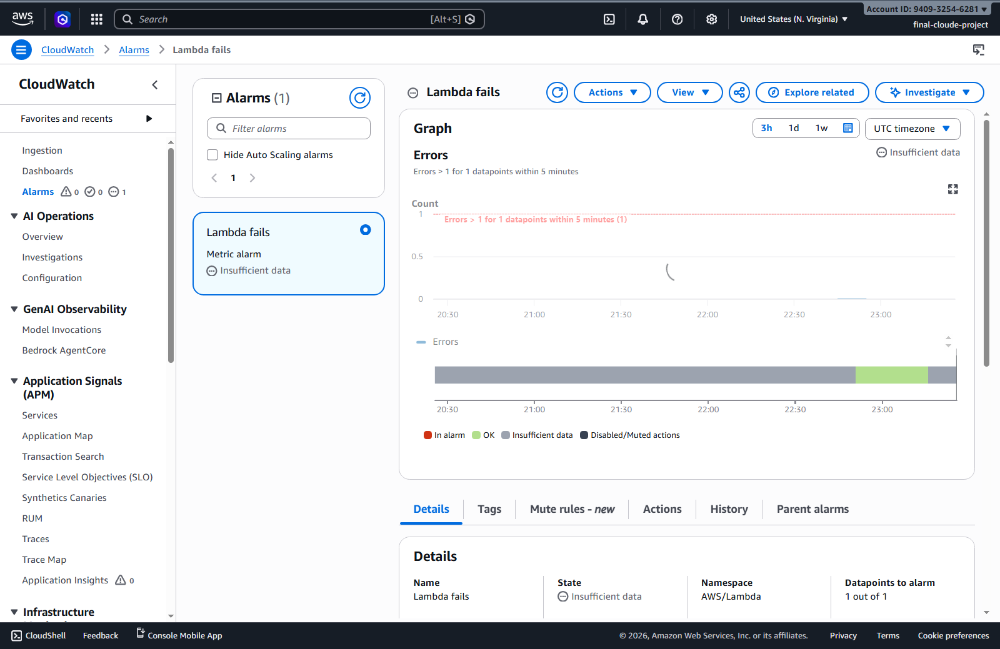 aws
Search
[Alt+S]
United States (N. Virginia)
Account ID: 9409-3254-6281
final-cloude-project
CloudWatch
Alarms
Lambda fails
CloudWatch
Favorites and recents
Ingestion
Dashboards
Alarms 0 0 1
AI Operations
Overview
Investigations
Configuration
GenAI Observability
Model Invocations
Bedrock AgentCore
Application Signals
(APM)
Services
Application Map
Transaction Search
Service Level Objectives (SLO)
Synthetics Canaries
RUM
Traces
Trace Map
Application Insights 0
Infrastructure
Alarms (1)
Filter alarms
Hide Auto Scaling alarms
1
Lambda fails
Metric alarm
Insufficient data
Lambda fails
Actions
View
Explore related
Investigate
Graph
3h 1d 1w
UTC timezone
Errors
Insufficient data
Errors > 1 for 1 datapoints within 5 minutes
Count
1
Errors > 1 for 1 datapoints within 5 minutes (1)
0.5
0
20:30 21:00 21:30 22:00 22:30 23:00
Errors
20:30 21:00 21:30 22:00 22:30 23:00
In alarm OK Insufficient data Disabled/Muted actions
Details
Tags
Mute rules - new
Actions
History
Parent alarms
Details
Name
Lambda fails
State
Insufficient data
Namespace
AWS/Lambda
Datapoints to alarm
1 out of 1
CloudShell
Feedback
Console Mobile App
© 2026, Amazon Web Services, Inc. or its affiliates.
Privacy
Terms
Cookie preferences